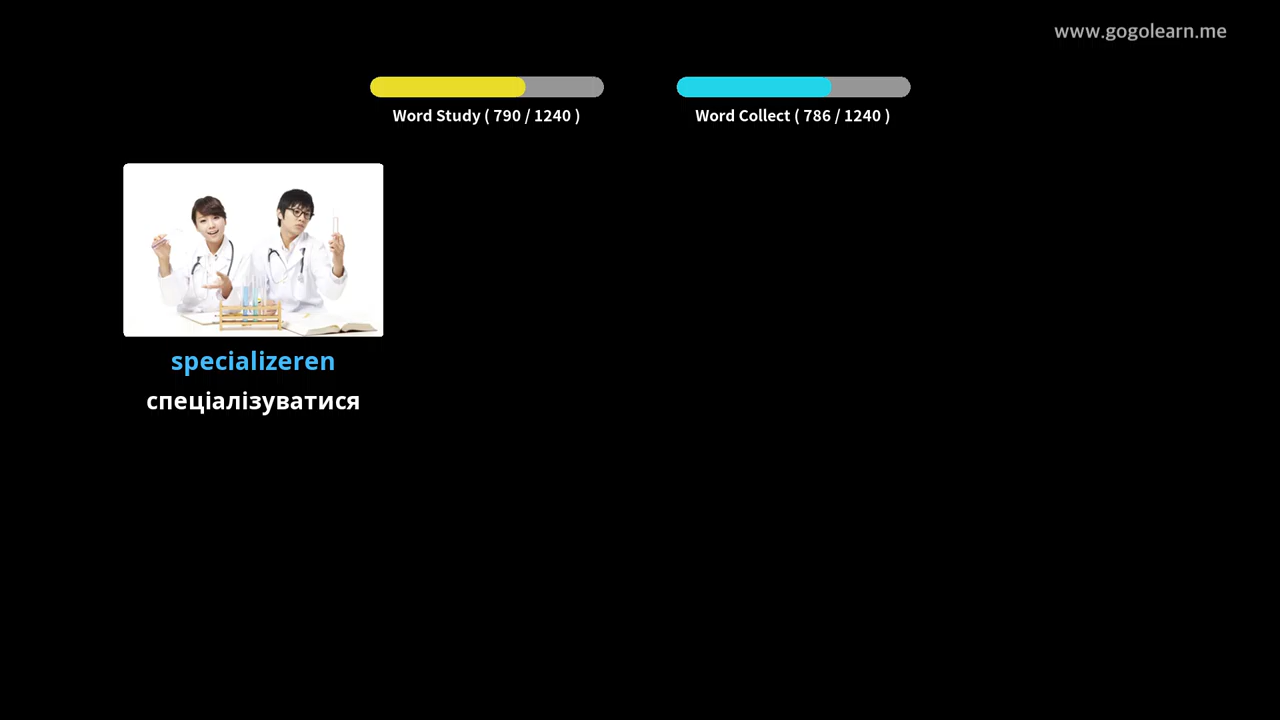 www.gogolearn.me
Word Study ( 790 / 1240 )
Word Collect ( 786 / 1240 )
specializeren
спеціалізуватися